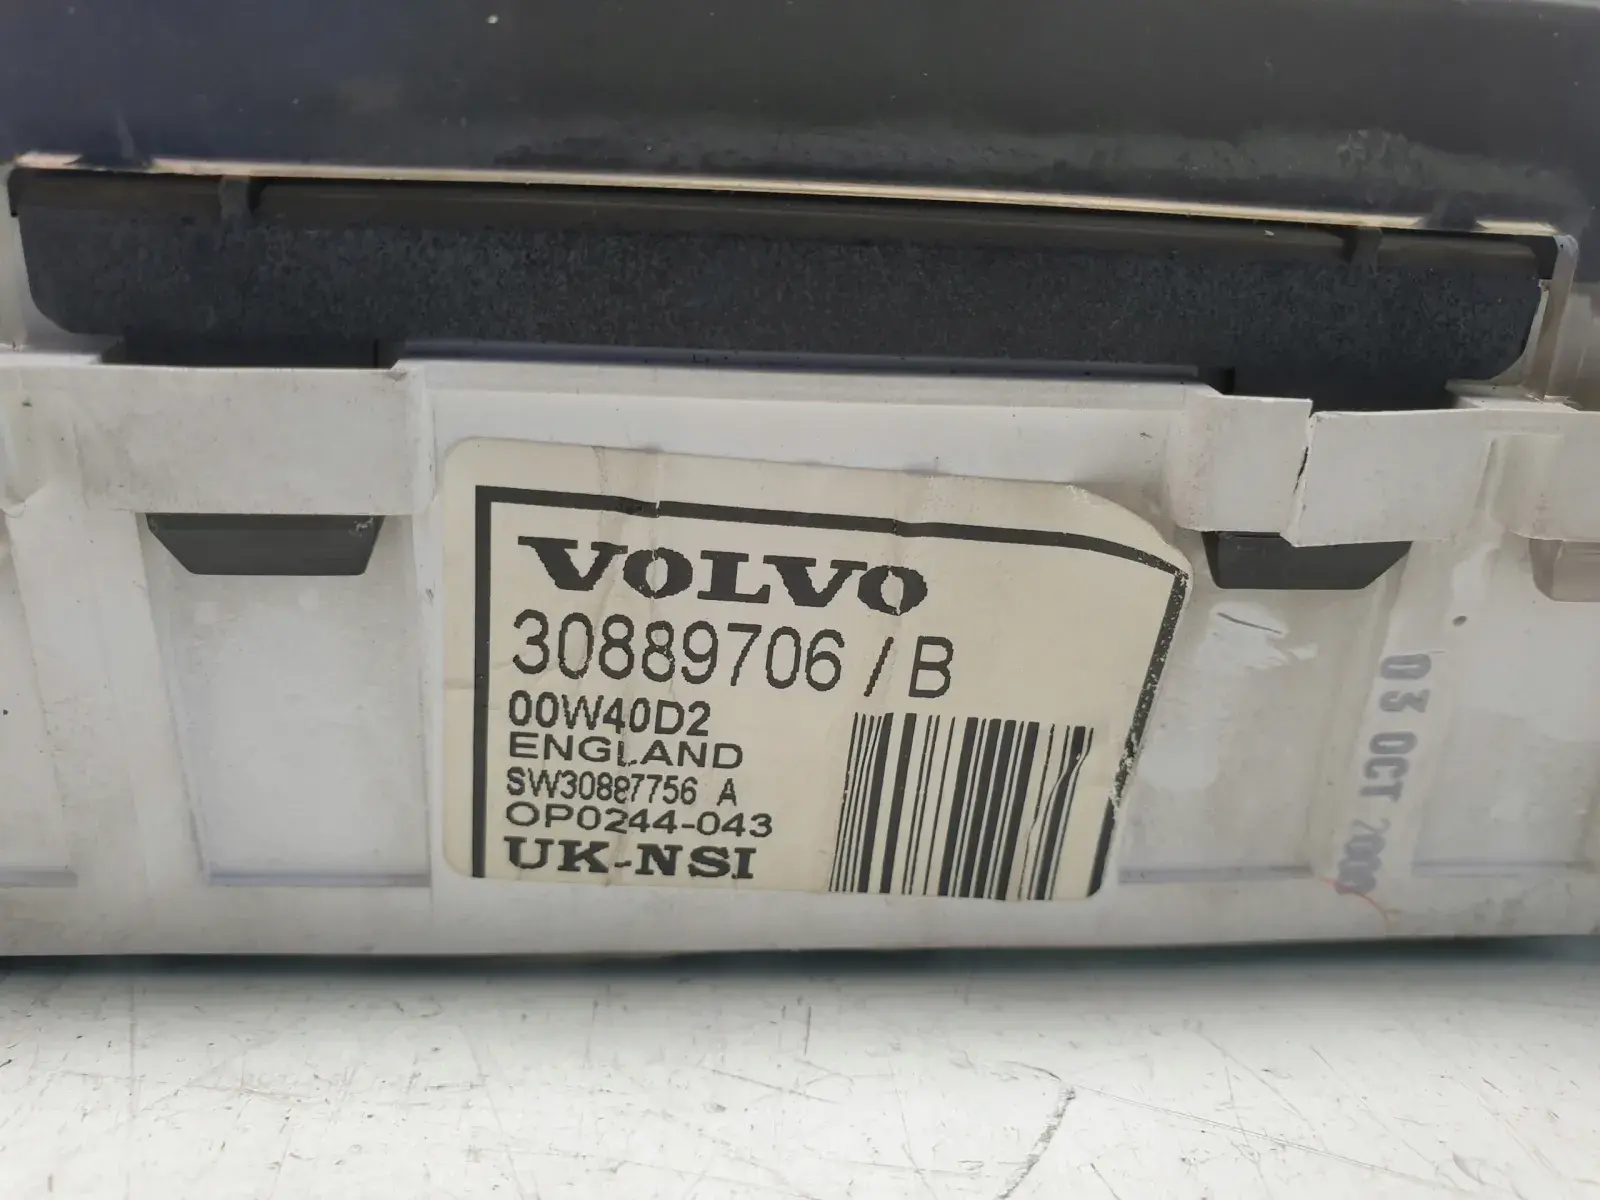 VOLVO
30889706 / B
00W40D2
ENGLAND
SW30887756 A
OP0244-043
UK-NSI
03 OCT 2000